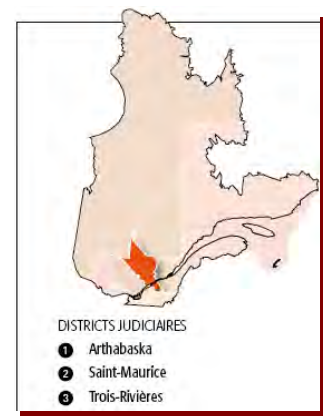 DISTRICTS JUDICIAIRES
1 Arthabaska
2 Saint-Maurice
3 Trois-Rivières